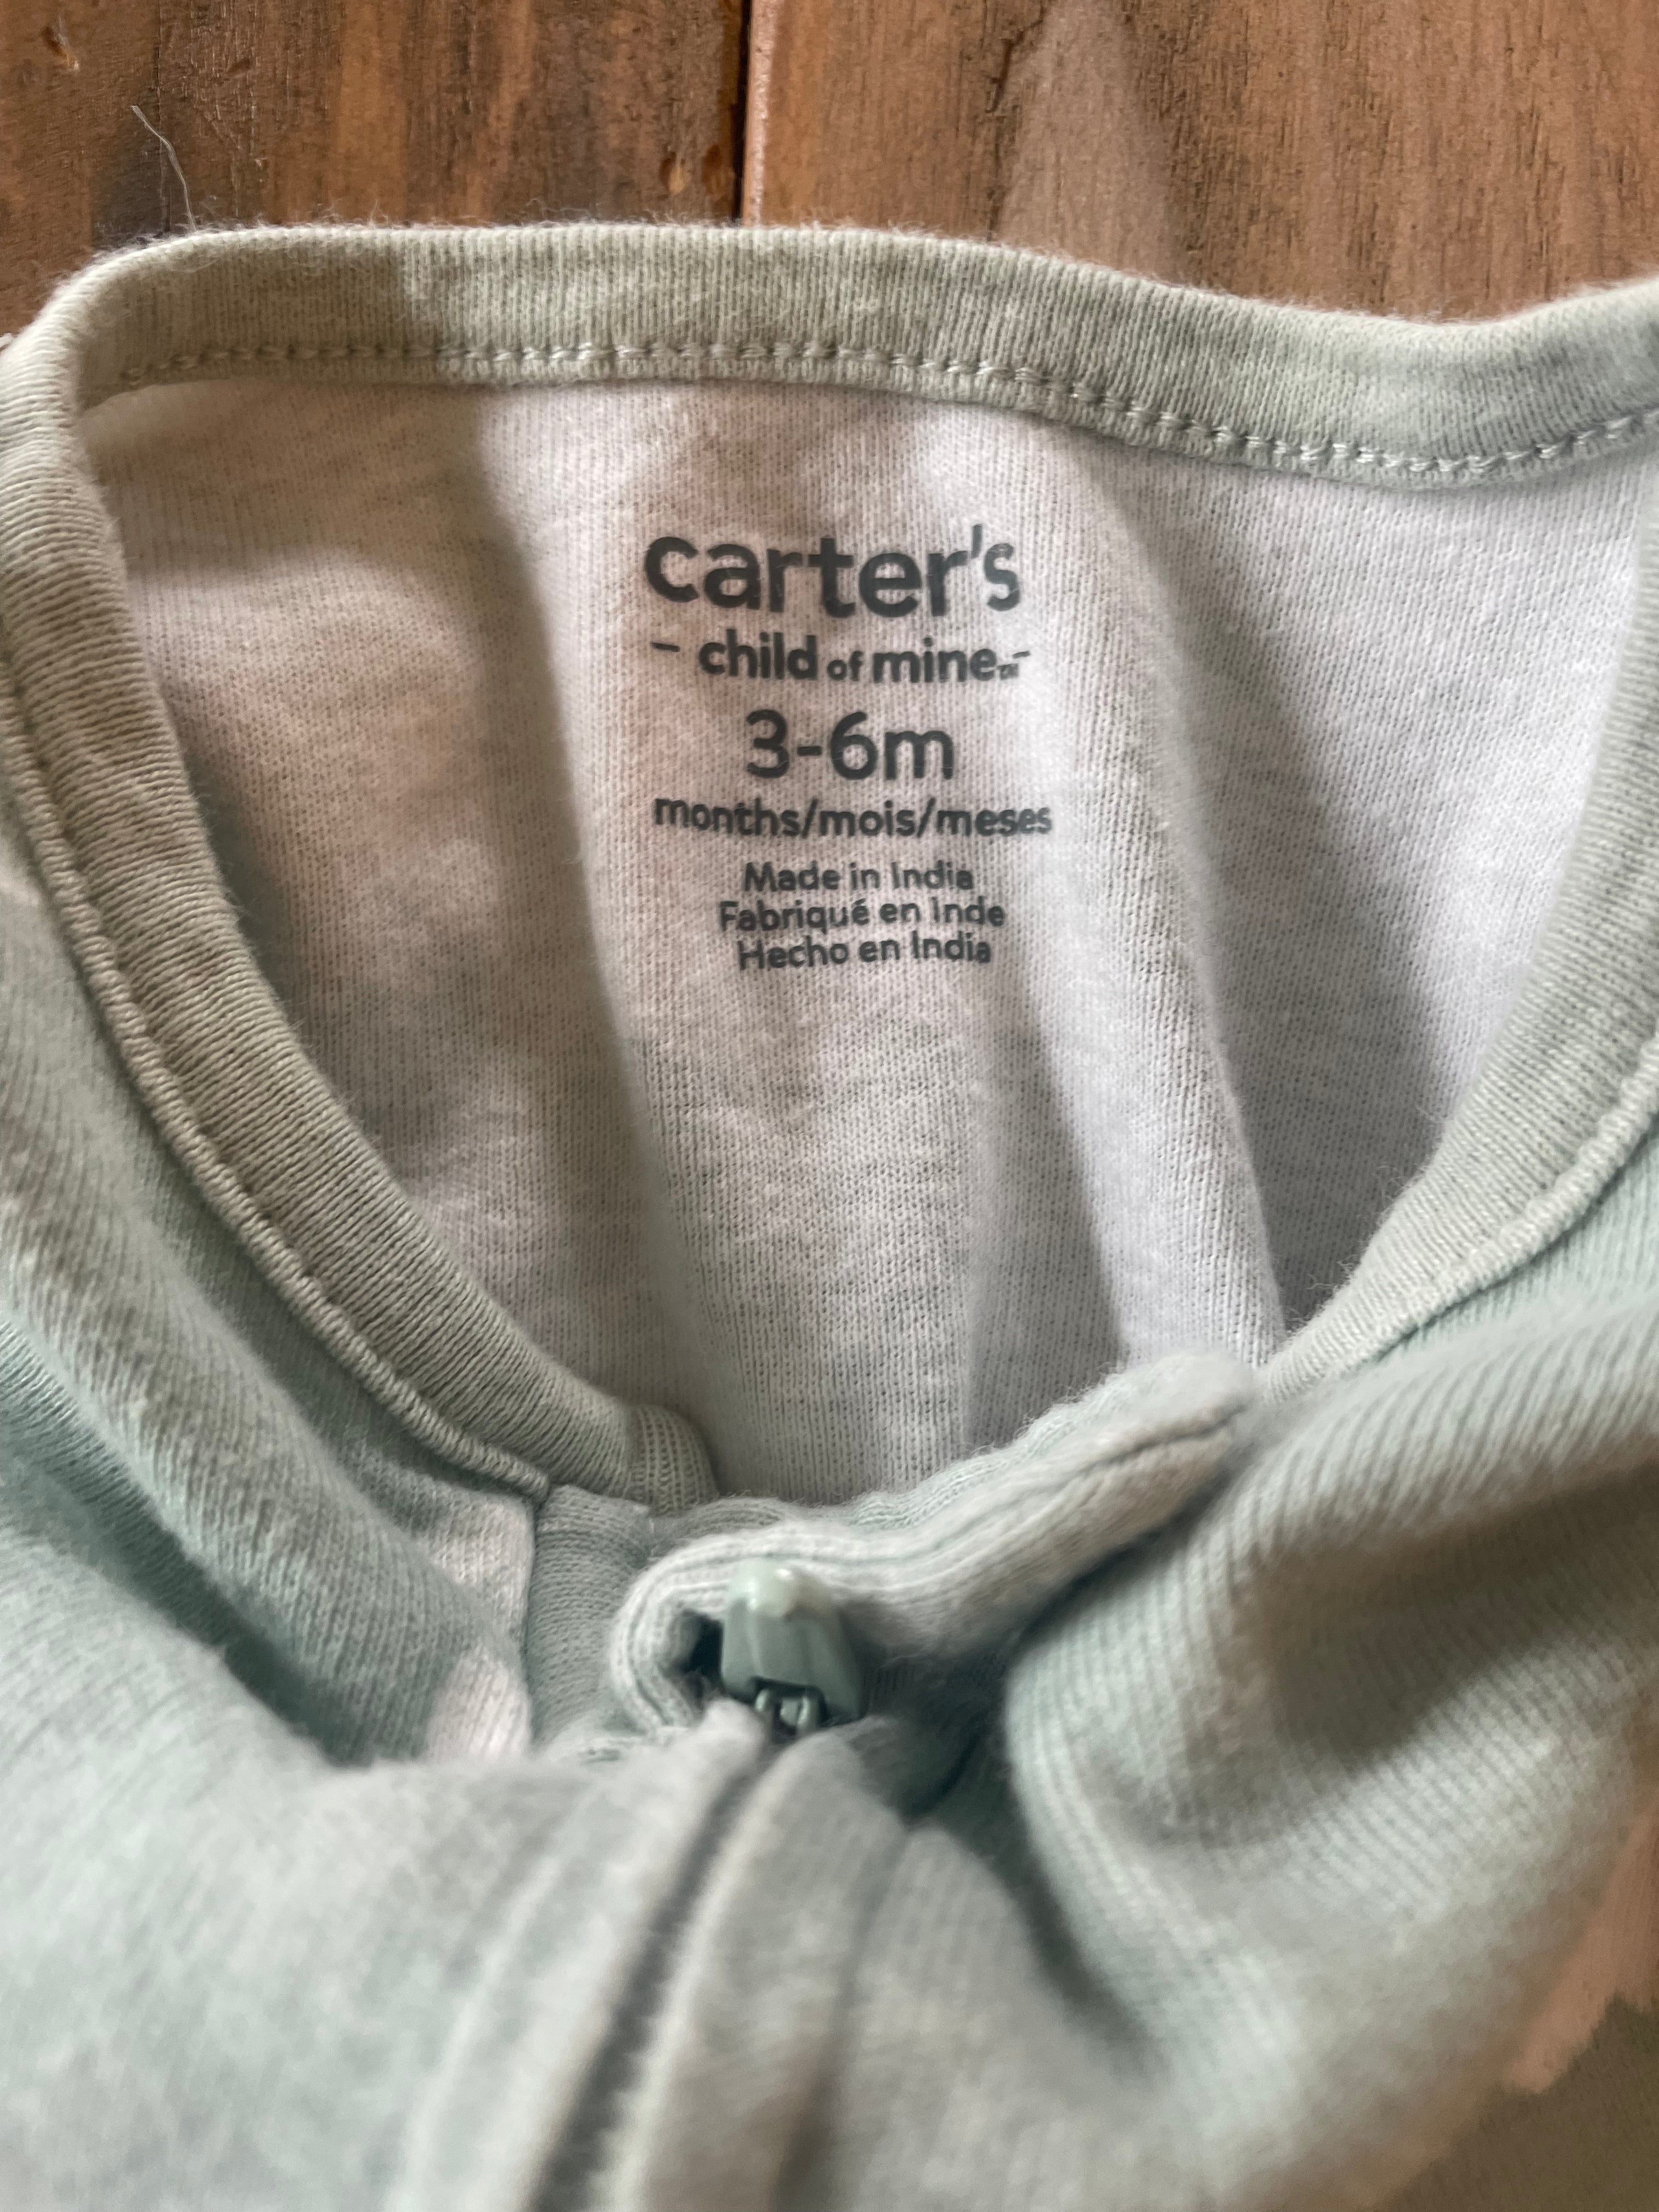 carter's
- child of mine -
3-6m
months/mois/meses
Made in India
Fabriqué en Inde
Hecho en India